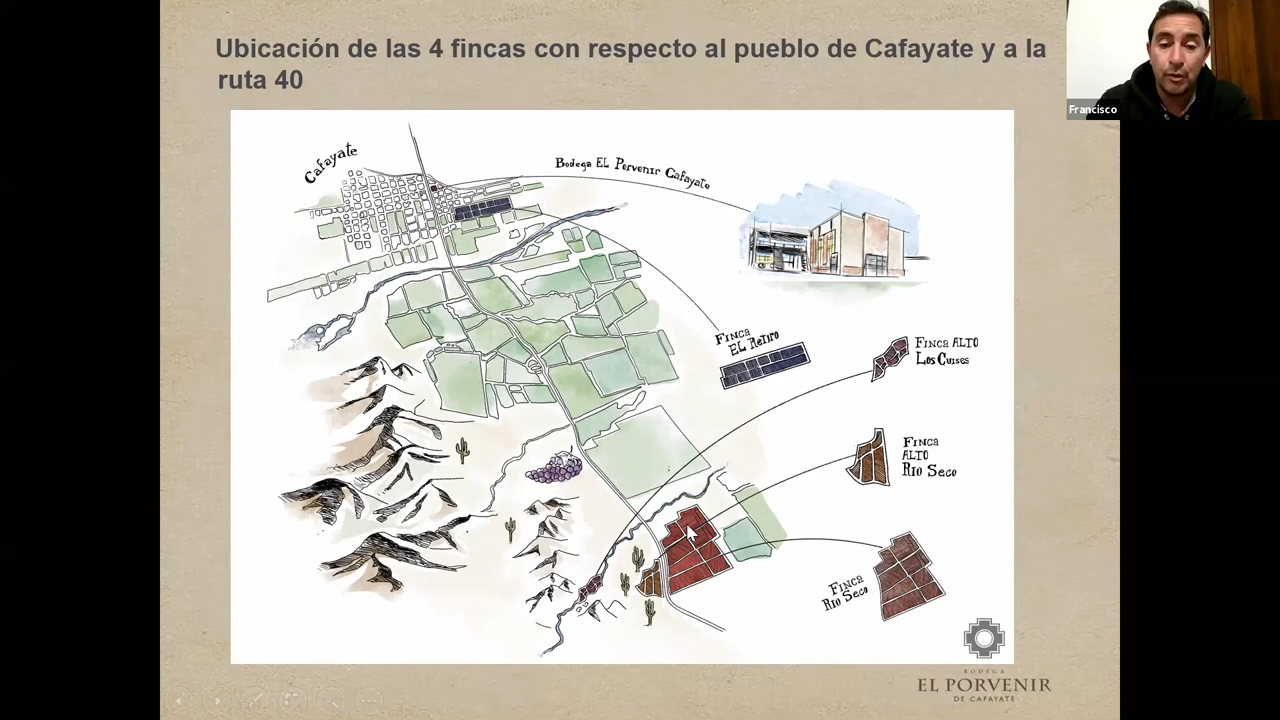 Ubicación de las 4 fincas con respecto al pueblo de Cafayate y a la
ruta 40
Francisco
Cafayate
Bodega EL Porvenir Cafayate
Finca
EL Retiro
Finca ALTO
Los Cuises
Finca
ALTO
RIO Seco
Finca
RIO Seco
BODEGA
EL PORVENIR
DE CAFAYATE